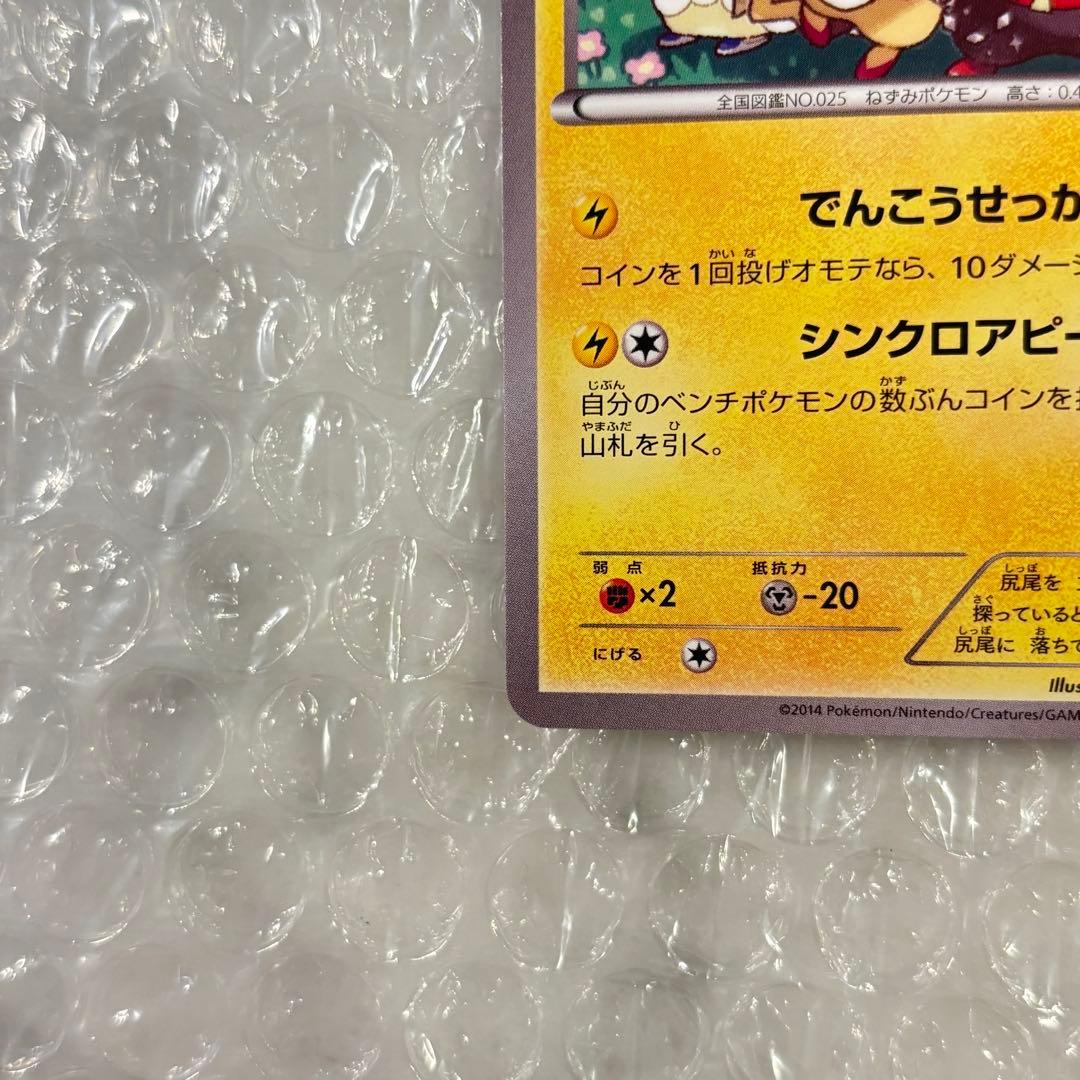 全国図鑑NO.025 ねずみポケモン 高さ：0.4
でんこうせっか
かい な
コインを1回投げオモテなら、10ダメー
シンクロアピー
じぶん かず
自分のベンチポケモンの数ぶんコインを
やまふだ ひ
山札を引く。
弱点 抵抗力
×2 -20
にげる
しっぽ
尻尾を
さぐ
探っていると
しっぽ お
尻尾に 落ちて
Illus
©2014 Pokémon/Nintendo/Creatures/GAM